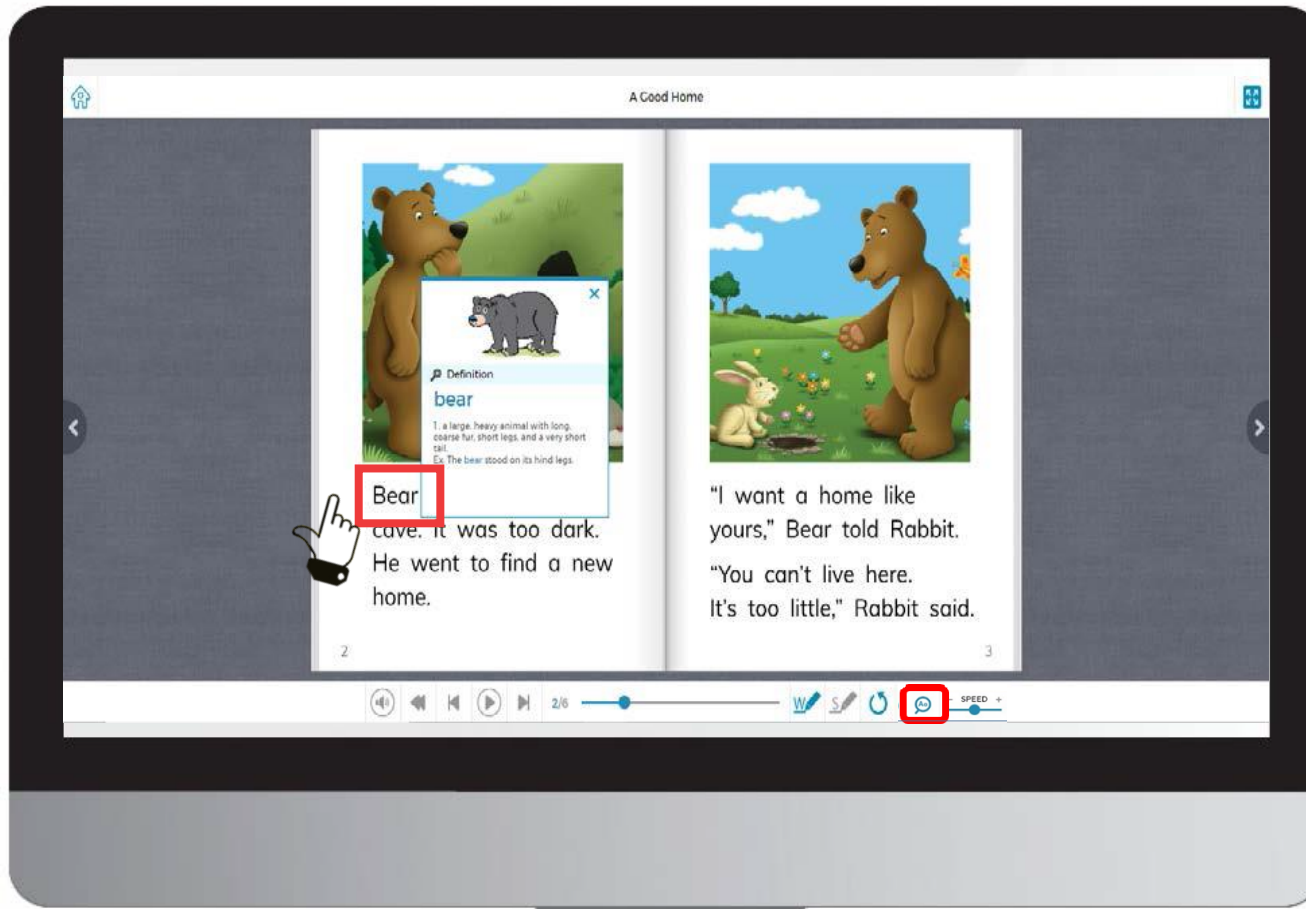 A Good Home
Definition
bear
1. a large, heavy animal with long,
coarse fur, short legs, and a very short
tail.
Ex. The bear stood on its hind legs.
Bear
cave. It was too dark.
He went to find a new
home.
2
"I want a home like
yours," Bear told Rabbit.
"You can't live here.
It's too little," Rabbit said.
3
2/6
W
S
Aa
- SPEED +